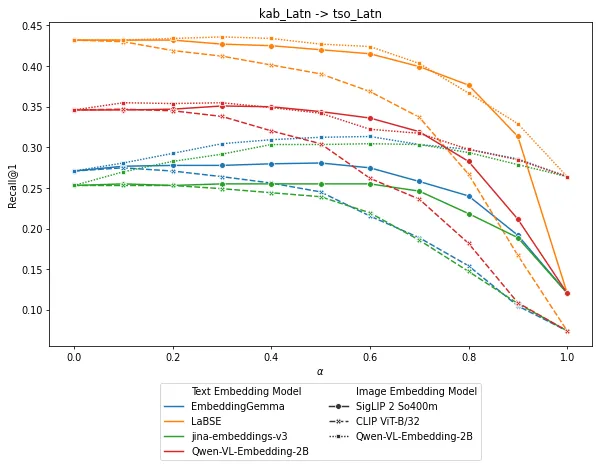 kab_Latn -> tso_Latn
Recall@1
0.45
0.40
0.35
0.30
0.25
0.20
0.15
0.10
0.0 0.2 0.4 0.6 0.8 1.0
α
Text Embedding Model
EmbeddingGemma
LaBSE
jina-embeddings-v3
Qwen-VL-Embedding-2B
Image Embedding Model
SigLIP 2 So400m
CLIP ViT-B/32
Qwen-VL-Embedding-2B